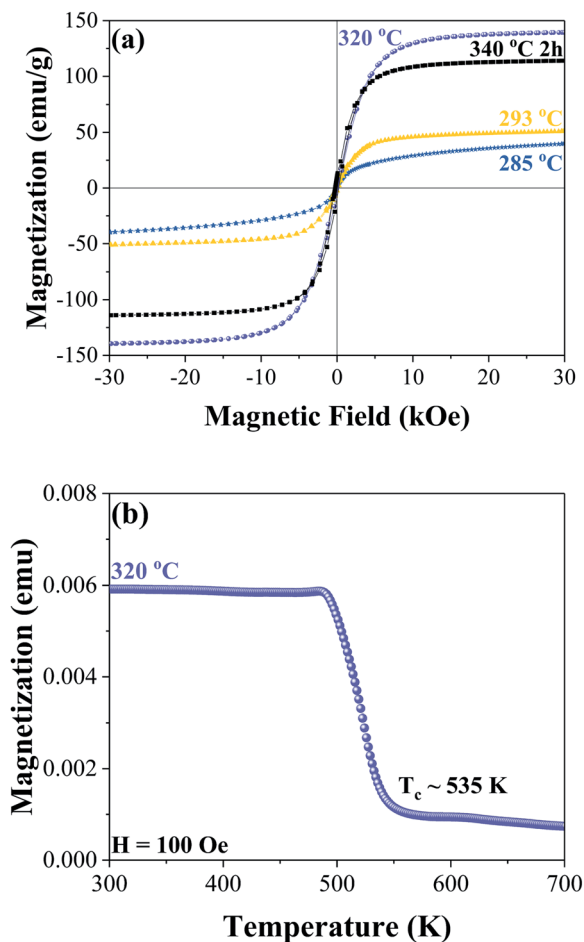 (a)
320 °C
340 °C 2h
293 °C
285 °C
150
100
50
0
-50
-100
-150
Magnetization (emu/g)
-30
-20
-10
0
10
20
30
Magnetic Field (kOe)
(b)
320 °C
0.008
0.006
0.004
0.002
0.000
Magnetization (emu)
Tc ~ 535 K
H = 100 Oe
300
400
500
600
700
Temperature (K)